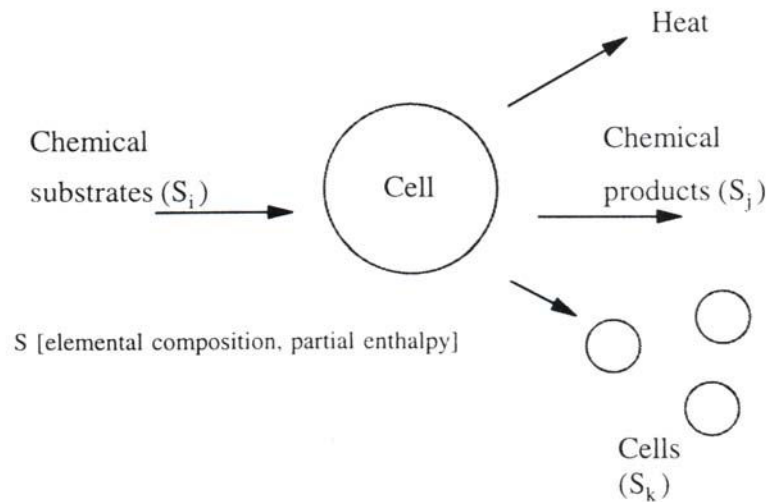 Heat
Chemical
substrates (S_i)
Cell
Chemical
products (S_j)
S [elemental composition, partial enthalpy]
Cells
(S_k)